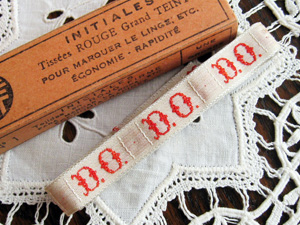 INITIALES
Tissées ROUGE Grand TEINT
POUR MARQUER LE LINGE, ETC.
ÉCONOMIE - RAPIDITÉ
D.O. D.O. D.O.